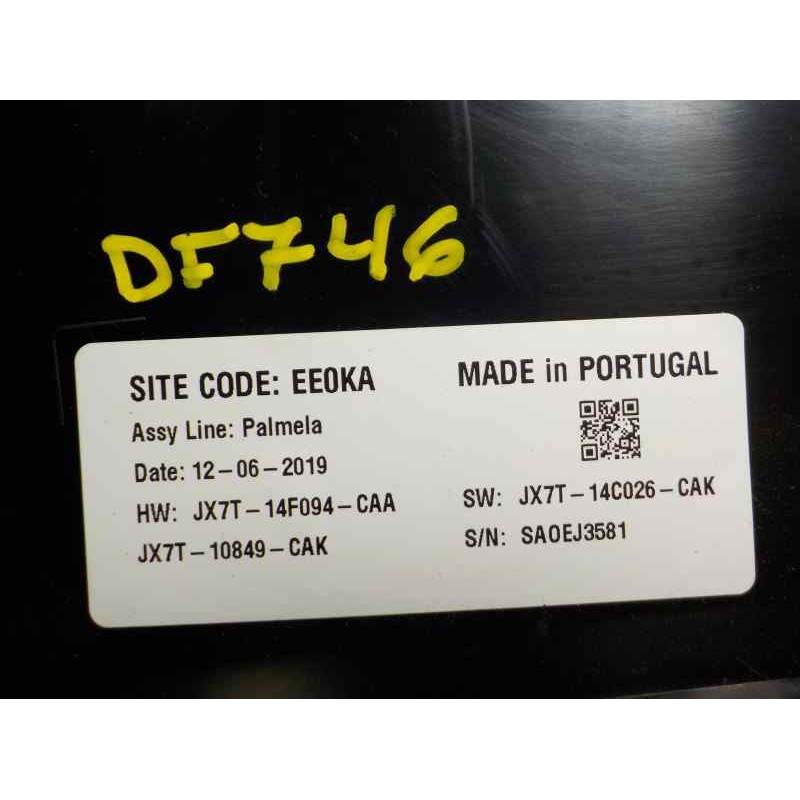 DF746
SITE CODE: EE0KA
MADE in PORTUGAL
Assy Line: Palmela
Date: 12-06-2019
HW: JX7T-14F094-CAA
SW: JX7T-14C026-CAK
JX7T-10849-CAK
S/N: SA0EJ3581